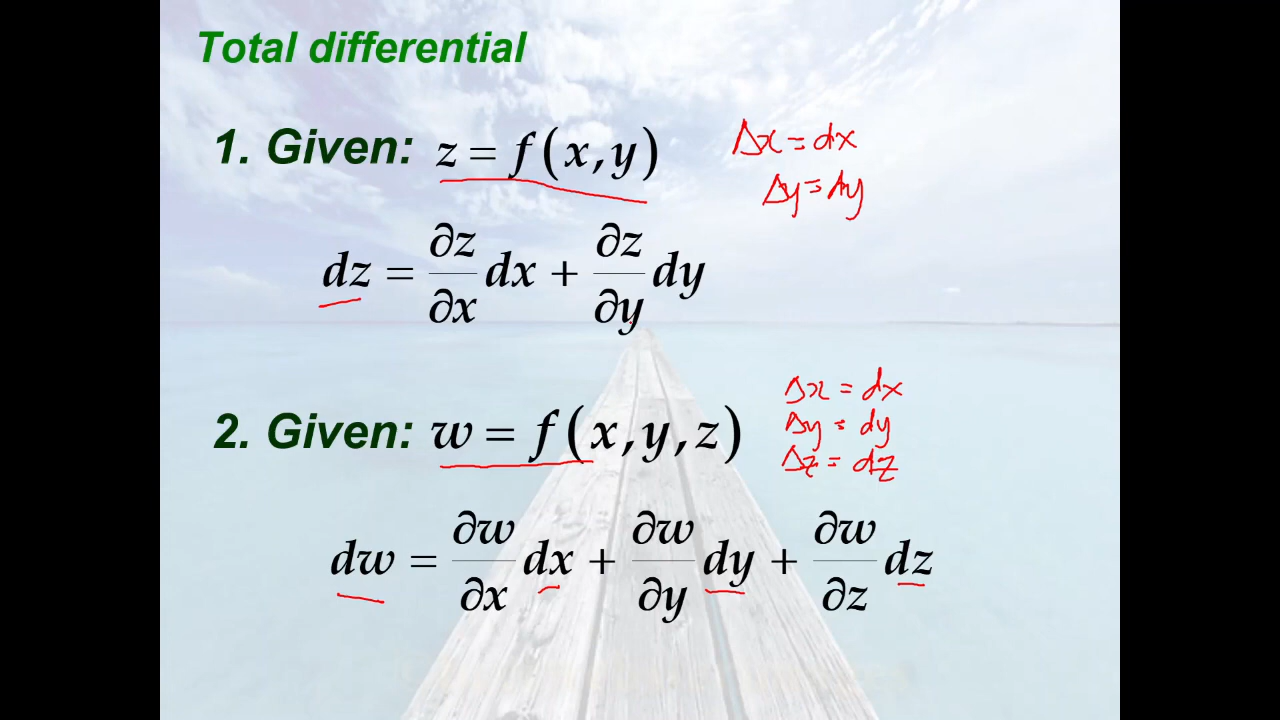 Total differential
1. Given: z = f(x, y)
Δx = dx
Δy = dy
dz = ∂z/∂x dx + ∂z/∂y dy
2. Given: w = f(x, y, z)
Δx = dx
Δy = dy
Δz = dz
dw = ∂w/∂x dx + ∂w/∂y dy + ∂w/∂z dz